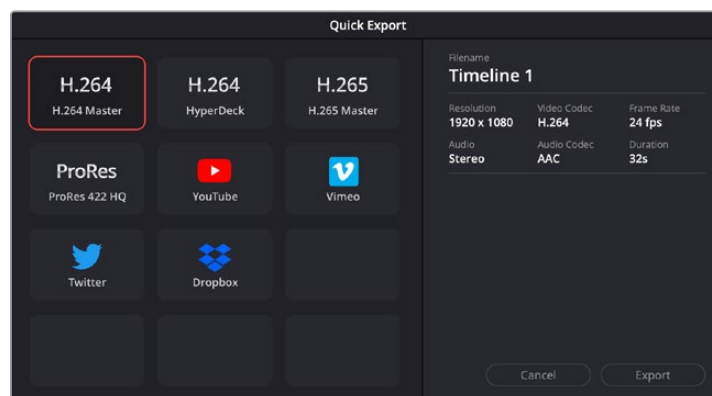 Quick Export
H.264
H.264 Master
H.264
HyperDeck
H.265
H.265 Master
ProRes
ProRes 422 HQ
YouTube
Vimeo
Twitter
Dropbox
Filename
Timeline 1
Resolution Video Codec Frame Rate
1920 x 1080 H.264 24 fps
Audio Audio Codec Duration
Stereo AAC 32s
Cancel Export